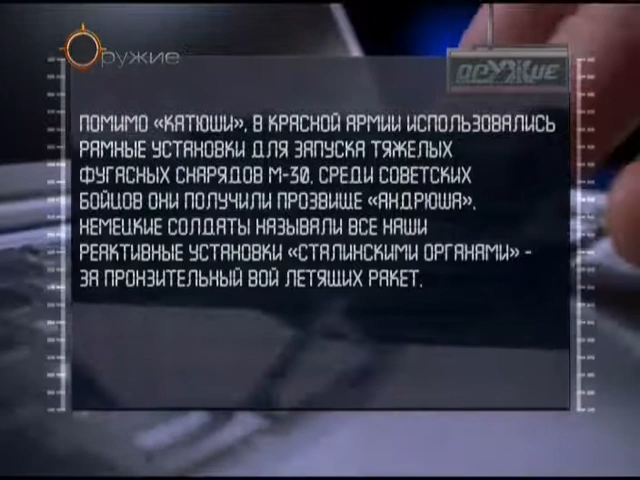 Оружие
ОРУЖИЕ
ПОМИМО «КАТЮШИ», В КРАСНОЙ АРМИИ ИСПОЛЬЗОВАЛИСЬ
РАМНЫЕ УСТАНОВКИ ДЛЯ ЗАПУСКА ТЯЖЕЛЫХ
ФУГАСНЫХ СНАРЯДОВ М-30. СРЕДИ СОВЕТСКИХ
БОЙЦОВ ОНИ ПОЛУЧИЛИ ПРОЗВИЩЕ «АНДРЮША».
НЕМЕЦКИЕ СОЛДАТЫ НАЗЫВАЛИ ВСЕ НАШИ
РЕАКТИВНЫЕ УСТАНОВКИ «СТАЛИНСКИМИ ОРГАНАМИ» -
ЗА ПРОНЗИТЕЛЬНЫЙ ВОЙ ЛЕТЯЩИХ РАКЕТ.